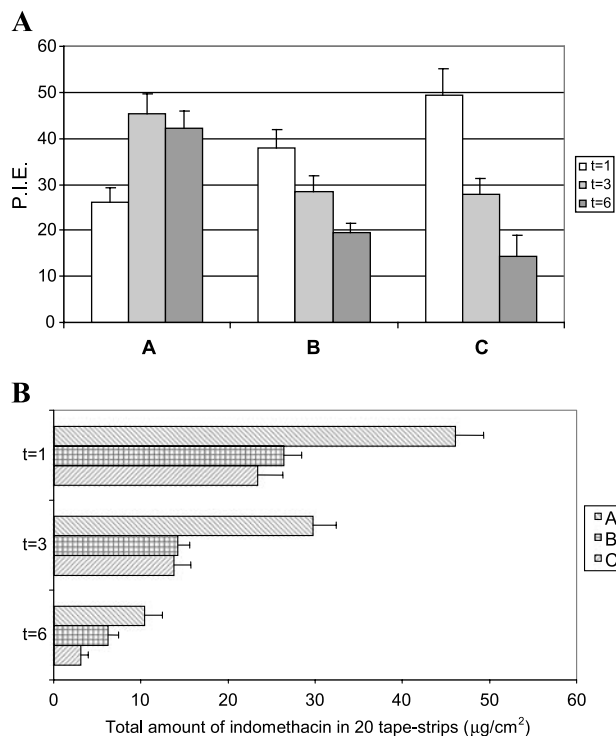 A
60
50
40
30
20
10
0
P.I.E.
A B C
t=1
t=3
t=6
B
t=1
t=3
t=6
0 10 20 30 40 50 60
Total amount of indomethacin in 20 tape-strips (µg/cm²)
A
B
C